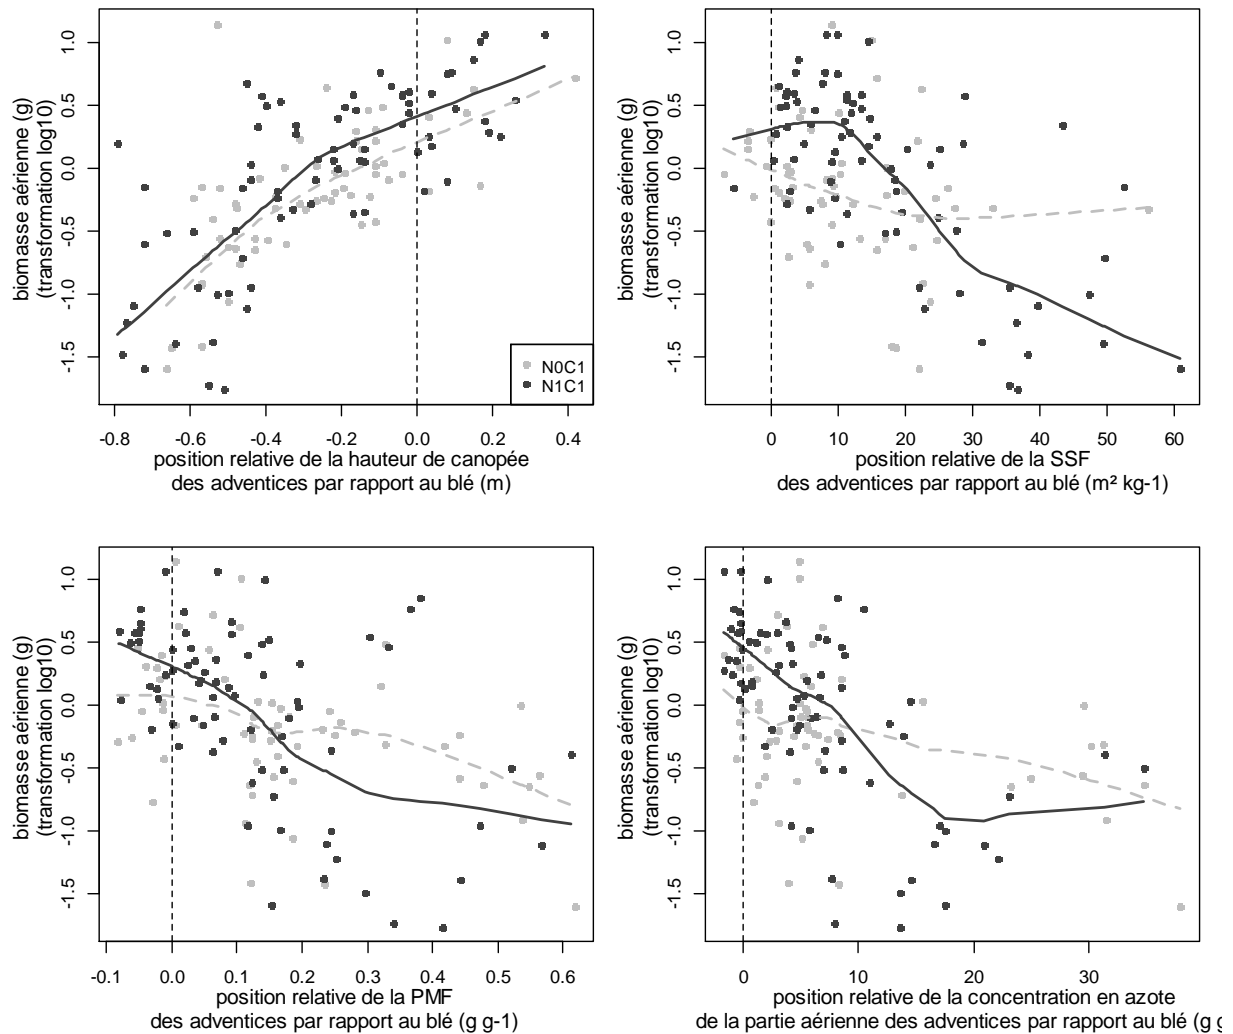 biomasse aérienne (g)
(transformation log10)
1.0
0.5
0.0
-0.5
-1.0
-1.5
N0C1
N1C1
-0.8
-0.6
-0.4
-0.2
0.0
0.2
0.4
position relative de la hauteur de canopée
des adventices par rapport au blé (m)
biomasse aérienne (g)
(transformation log10)
1.0
0.5
0.0
-0.5
-1.0
-1.5
0
10
20
30
40
50
60
position relative de la SSF
des adventices par rapport au blé (m² kg-1)
biomasse aérienne (g)
(transformation log10)
1.0
0.5
0.0
-0.5
-1.0
-1.5
-0.1
0.0
0.1
0.2
0.3
0.4
0.5
0.6
position relative de la PMF
des adventices par rapport au blé (g g-1)
biomasse aérienne (g)
(transformation log10)
1.0
0.5
0.0
-0.5
-1.0
-1.5
0
10
20
30
position relative de la concentration en azote
de la partie aérienne des adventices par rapport au blé (g g